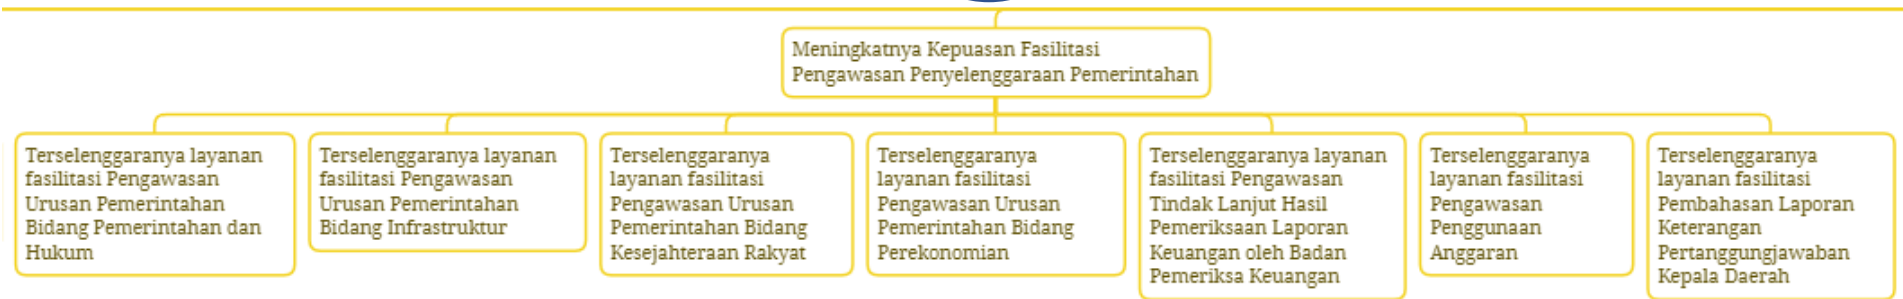 Meningkatnya Kepuasan Fasilitasi
Pengawasan Penyelenggaraan Pemerintahan
Terselenggaranya layanan
fasilitasi Pengawasan
Urusan Pemerintahan
Bidang Pemerintahan dan
Hukum
Terselenggaranya layanan
fasilitasi Pengawasan
Urusan Pemerintahan
Bidang Infrastruktur
Terselenggaranya
layanan fasilitasi
Pengawasan Urusan
Pemerintahan Bidang
Kesejahteraan Rakyat
Terselenggaranya
layanan fasilitasi
Pengawasan Urusan
Pemerintahan Bidang
Perekonomian
Terselenggaranya layanan
fasilitasi Pengawasan
Tindak Lanjut Hasil
Pemeriksaan Laporan
Keuangan oleh Badan
Pemeriksa Keuangan
Terselenggaranya
layanan fasilitasi
Pengawasan
Penggunaan
Anggaran
Terselenggaranya
layanan fasilitasi
Pembahasan Laporan
Keterangan
Pertanggungjawaban
Kepala Daerah